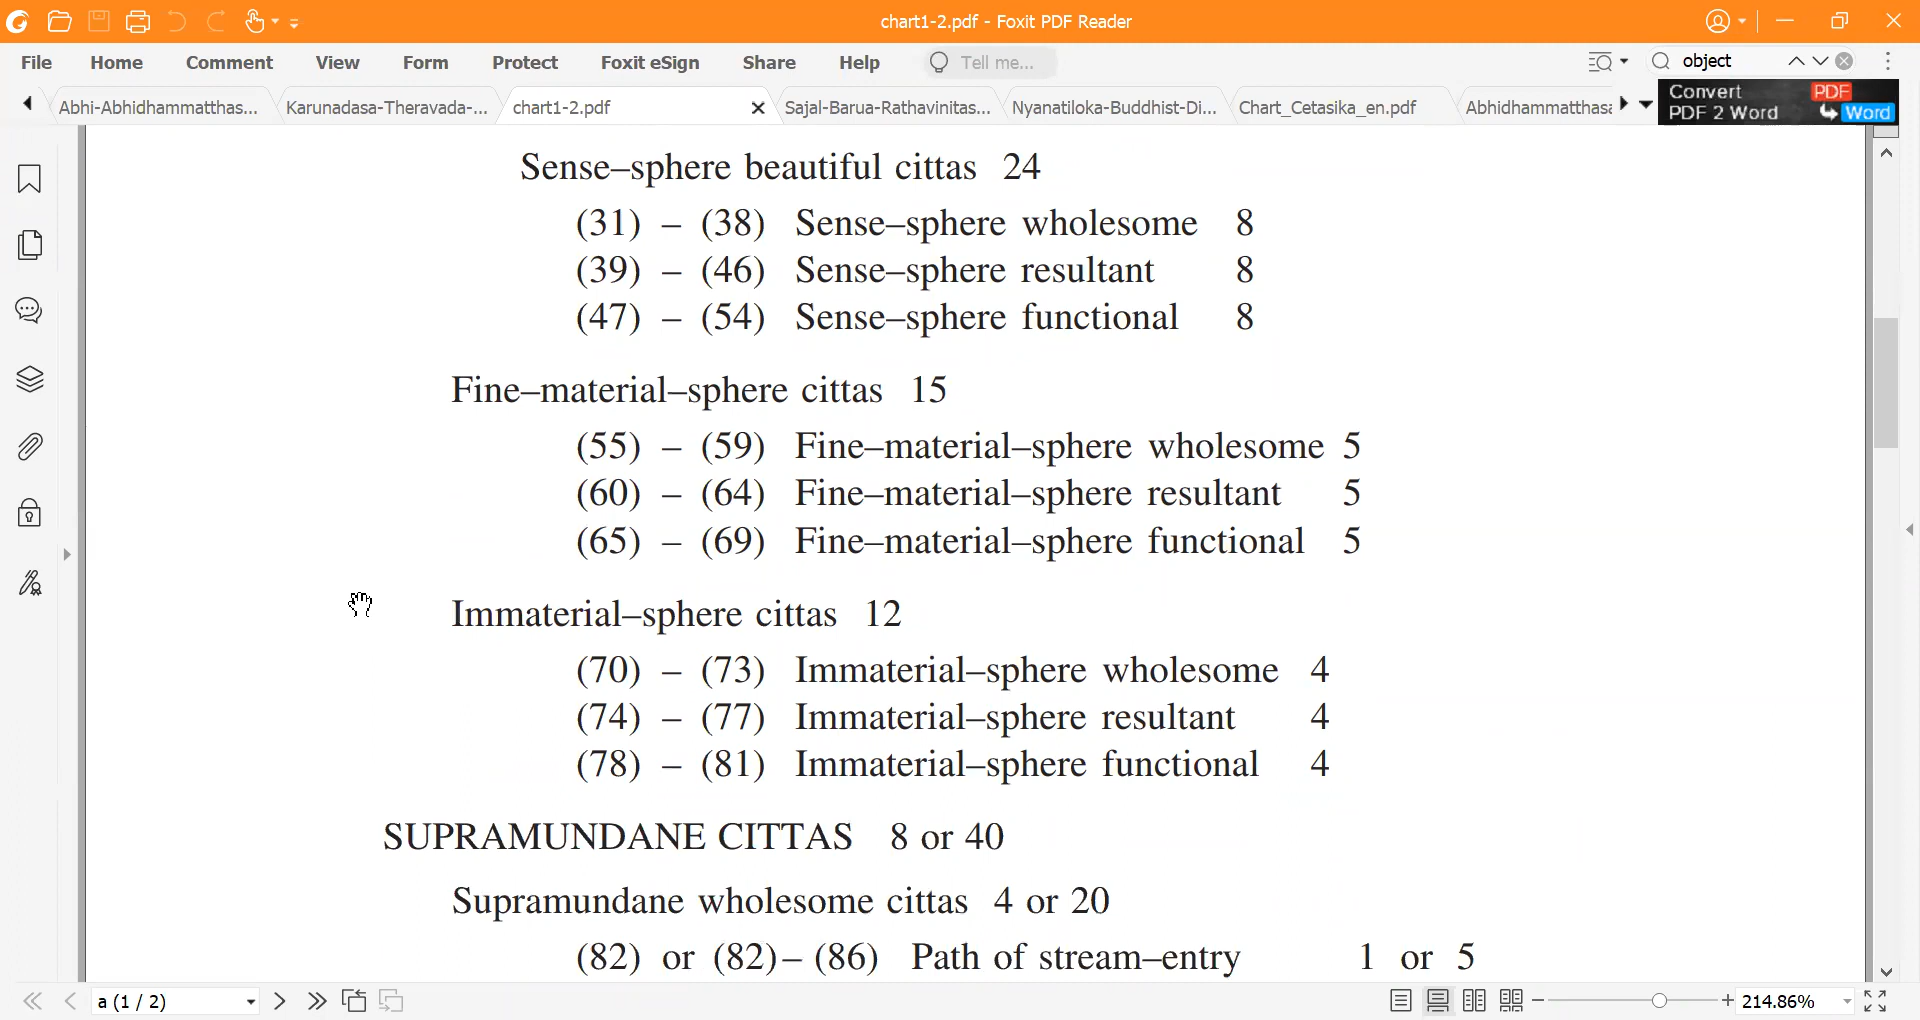 chart1-2.pdf - Foxit PDF Reader
File Home Comment View Form Protect Foxit eSign Share Help Tell me... object
Abhi-Abhidhammatthas... Karunadasa-Theravada-... chart1-2.pdf Sajal-Barua-Rathavinitas... Nyanatiloka-Buddhist-Di... Chart_Cetasika_en.pdf Abhidhammatthasa
Convert PDF
PDF 2 Word Word
Sense–sphere beautiful cittas 24
(31) – (38) Sense–sphere wholesome 8
(39) – (46) Sense–sphere resultant 8
(47) – (54) Sense–sphere functional 8
Fine–material–sphere cittas 15
(55) – (59) Fine–material–sphere wholesome 5
(60) – (64) Fine–material–sphere resultant 5
(65) – (69) Fine–material–sphere functional 5
Immaterial–sphere cittas 12
(70) – (73) Immaterial–sphere wholesome 4
(74) – (77) Immaterial–sphere resultant 4
(78) – (81) Immaterial–sphere functional 4
SUPRAMUNDANE CITTAS 8 or 40
Supramundane wholesome cittas 4 or 20
(82) or (82)– (86) Path of stream–entry 1 or 5
a (1 / 2)
214.86%